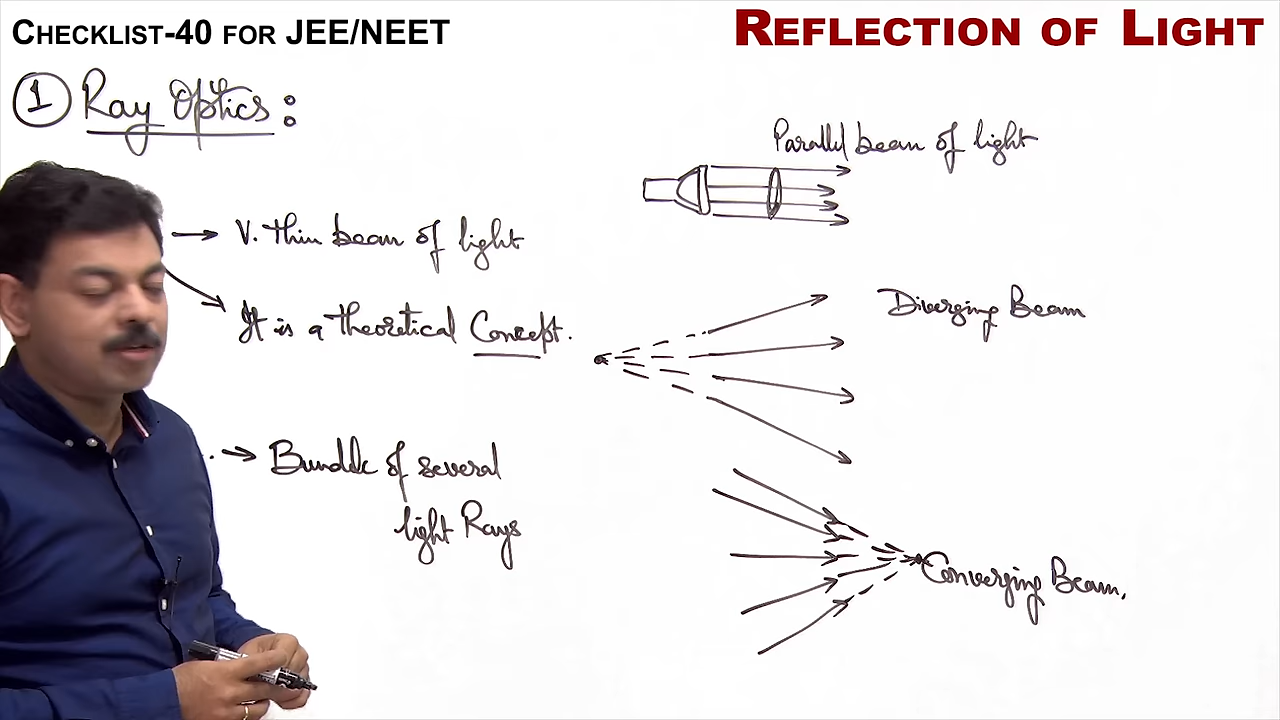 CHECKLIST-40 FOR JEE/NEET
REFLECTION OF LIGHT
① Ray Optics:
→ V. thin beam of light
It is a theoretical Concept.
→ Bundle of several
light Rays
Parallel beam of light
Diverging Beam
Converging Beam.